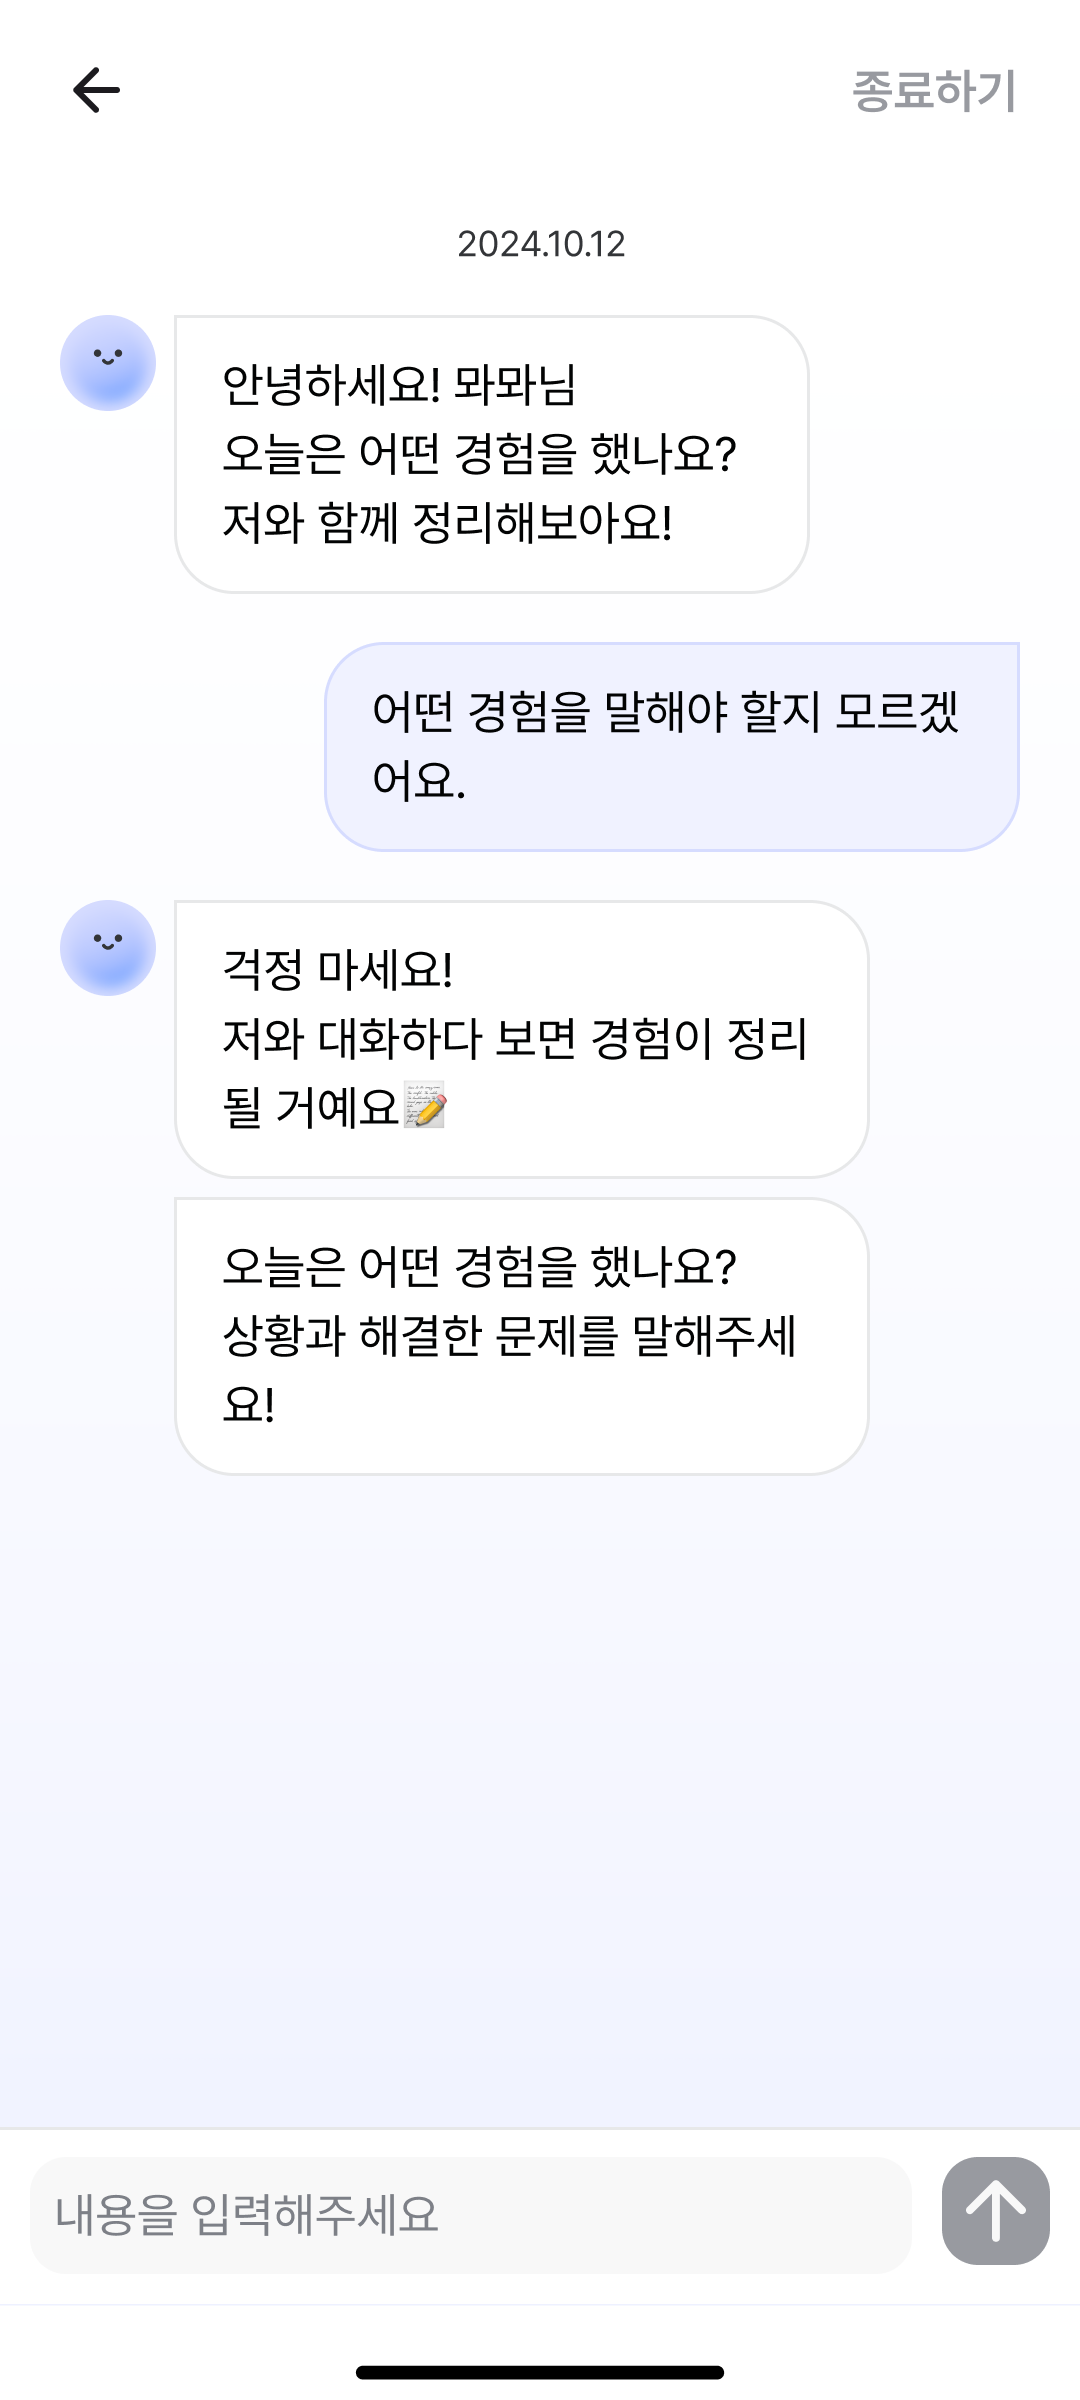 종료하기
2024.10.12
안녕하세요! 뫄뫄님
오늘은 어떤 경험을 했나요?
저와 함께 정리해보아요!
어떤 경험을 말해야 할지 모르겠
어요.
걱정 마세요!
저와 대화하다 보면 경험이 정리
될 거예요📝
오늘은 어떤 경험을 했나요?
상황과 해결한 문제를 말해주세
요!
내용을 입력해주세요